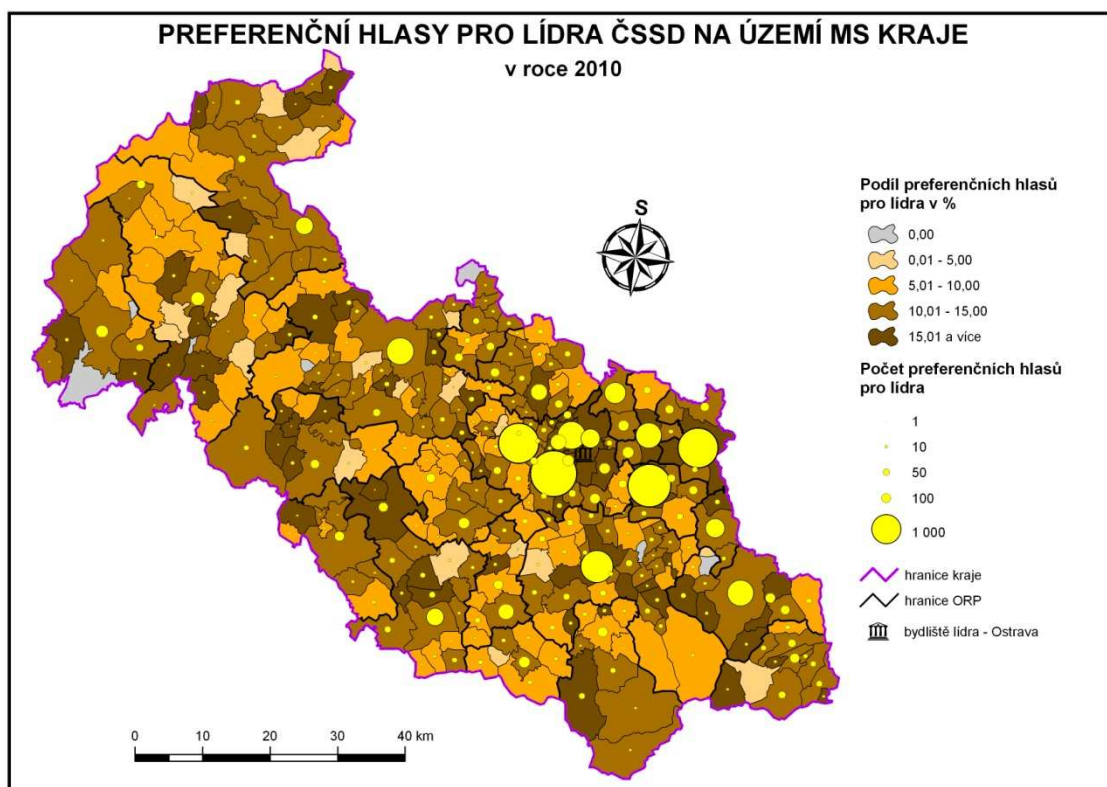 PREFERENČNÍ HLASY PRO LÍDRA ČSSD NA ÚZEMÍ MS KRAJE
v roce 2010
S
Podíl preferenčních hlasů
pro lídra v %
0,00
0,01 - 5,00
5,01 - 10,00
10,01 - 15,00
15,01 a více
Počet preferenčních hlasů
pro lídra
1
10
50
100
1 000
hranice kraje
hranice ORP
bydliště lídra - Ostrava
0 10 20 30 40 km